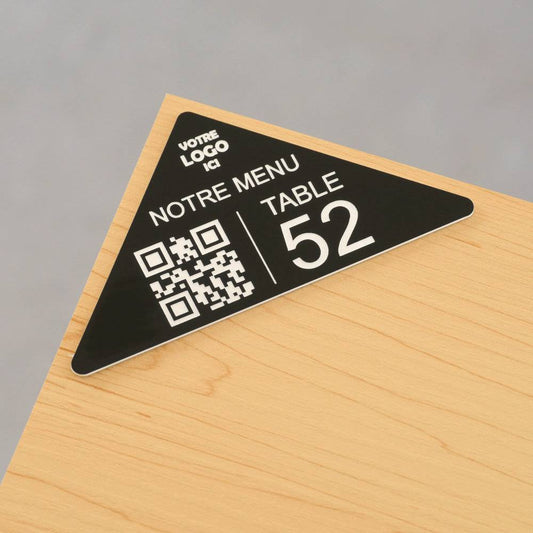 VOTRE
LOGO
ICI
NOTRE MENU
TABLE
52